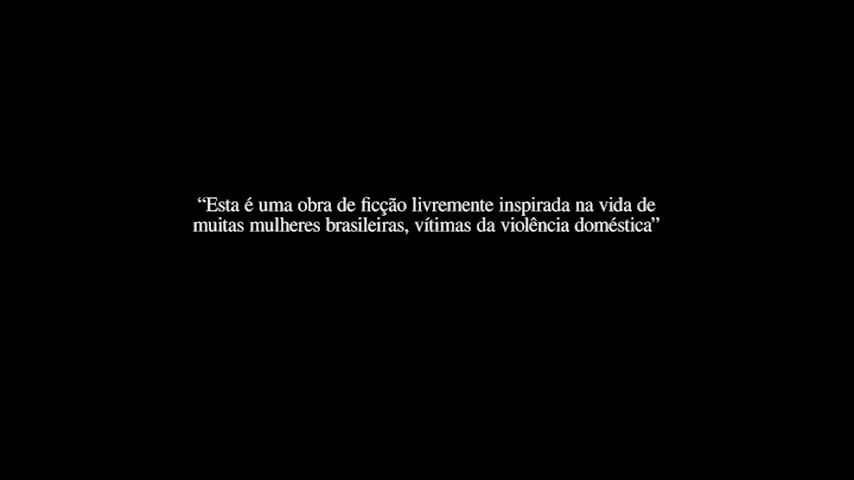 “Esta é uma obra de ficção livremente inspirada na vida de
muitas mulheres brasileiras, vítimas da violência doméstica”